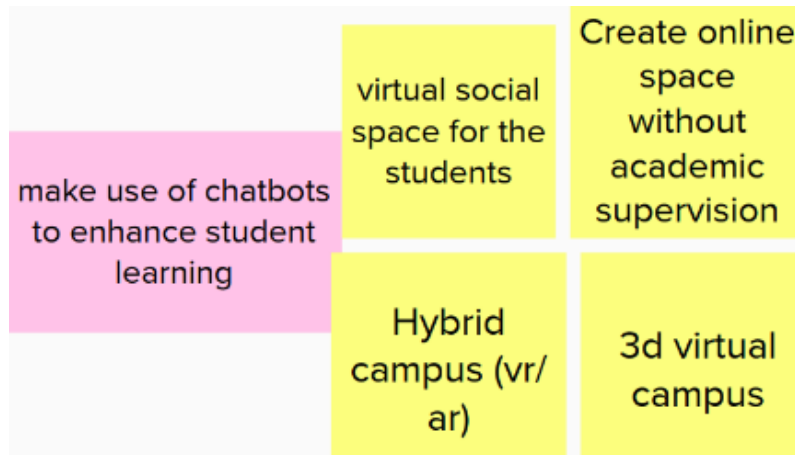 make use of chatbots
to enhance student
learning
virtual social
space for the
students
Create online
space
without
academic
supervision
Hybrid
campus (vr/
ar)
3d virtual
campus